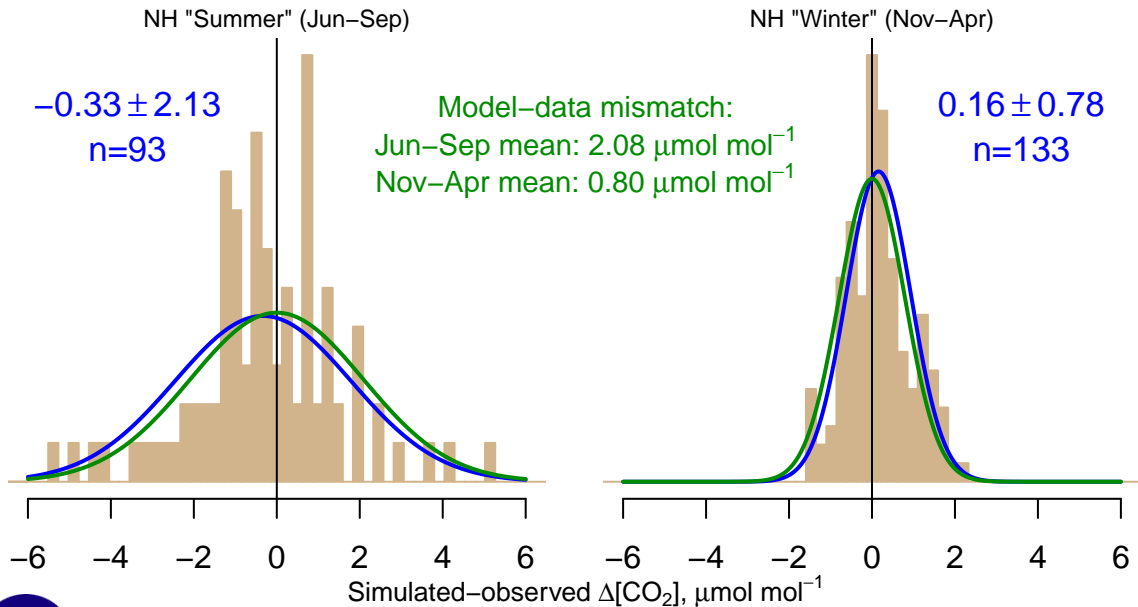 NH "Summer" (Jun−Sep)
NH "Winter" (Nov−Apr)
−0.33 ± 2.13
n=93
Model−data mismatch:
Jun−Sep mean: 2.08 μmol mol⁻¹
Nov−Apr mean: 0.80 μmol mol⁻¹
0.16 ± 0.78
n=133
−6 −4 −2 0 2 4 6
−6 −4 −2 0 2 4 6
Simulated−observed Δ[CO₂], μmol mol⁻¹